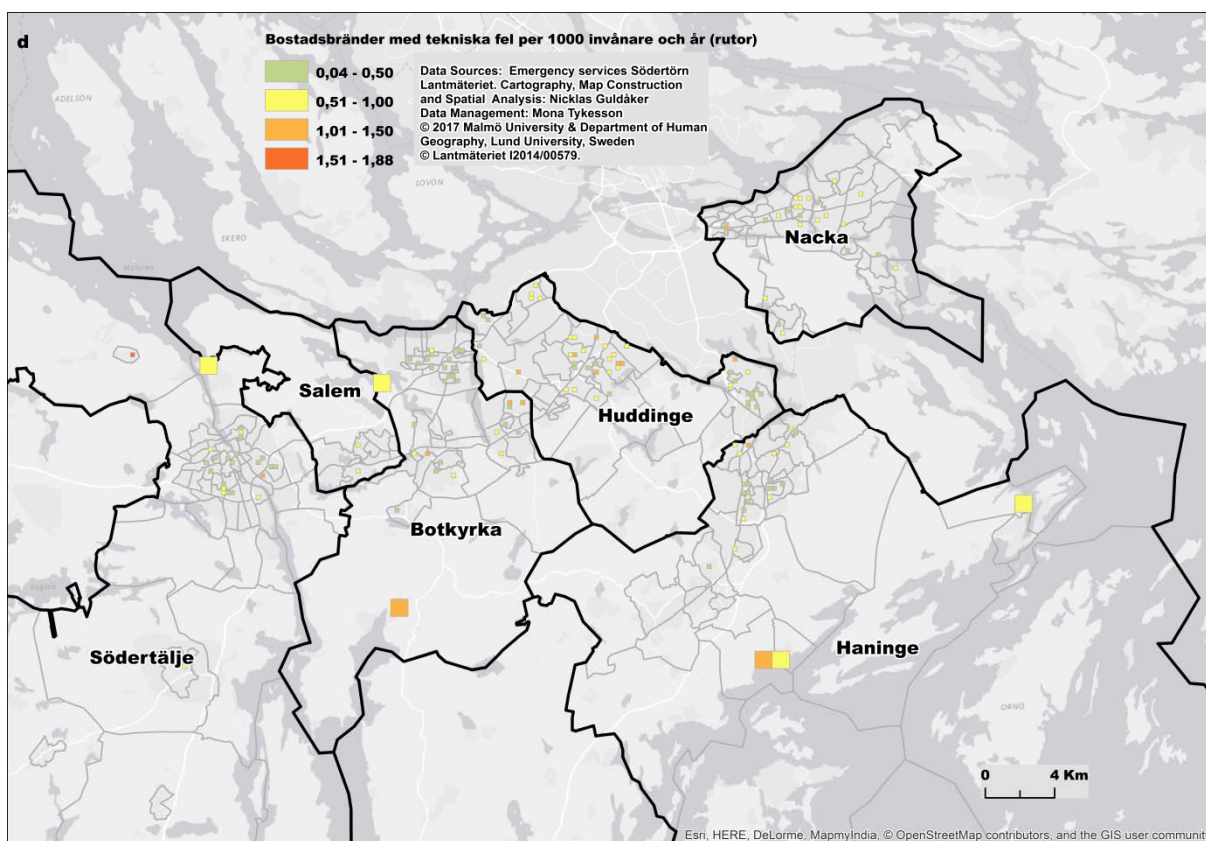 d
Bostadsbränder med tekniska fel per 1000 invånare och år (rutor)
0,04 - 0,50
0,51 - 1,00
1,01 - 1,50
1,51 - 1,88
Data Sources: Emergency services Södertörn
Lantmäteriet. Cartography, Map Construction
and Spatial Analysis: Nicklas Guldåker
Data Management: Mona Tykesson
© 2017 Malmö University & Department of Human
Geography, Lund University, Sweden
© Lantmäteriet I2014/00579.
ADELSÖN
LOVÖN
EKERÖ
Mälaren
Nacka
Salem
Huddinge
Botkyrka
Södertälje
Haninge
ORNÖ
0 4 Km
Esri, HERE, DeLorme, MapmyIndia, © OpenStreetMap contributors, and the GIS user communit